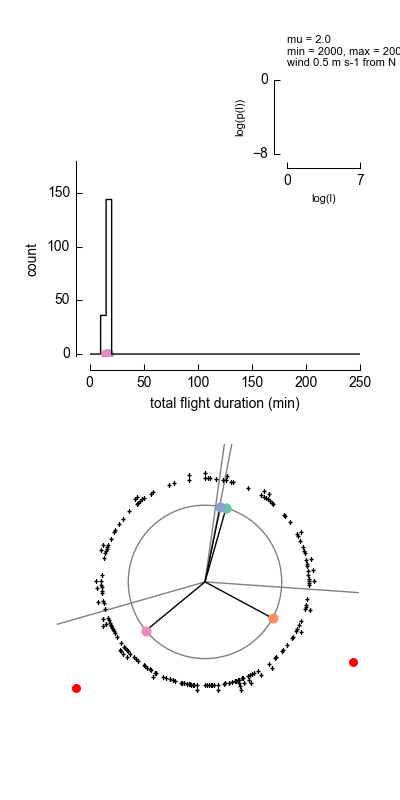 mu = 2.0
min = 2000, max = 200
wind 0.5 m s-1 from N
0
log(p(l))
−8
0 7
log(l)
150
100
count
50
0
0 50 100 150 200 250
total flight duration (min)